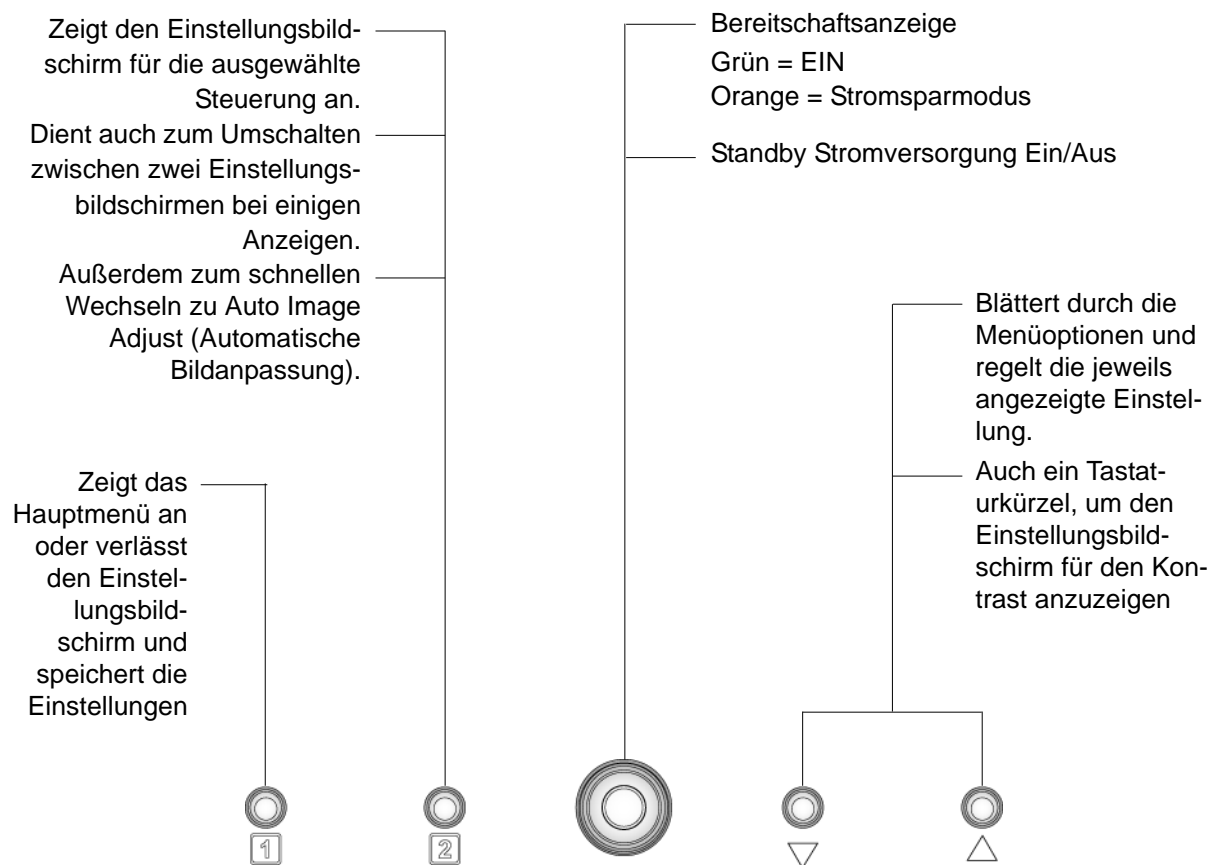 Zeigt den Einstellungsbild-
schirm für die ausgewählte
Steuerung an.
Dient auch zum Umschalten
zwischen zwei Einstellungs-
bildschirmen bei einigen
Anzeigen.
Außerdem zum schnellen
Wechseln zu Auto Image
Adjust (Automatische
Bildanpassung).
Zeigt das
Hauptmenü an
oder verlässt
den Einstel-
lungsbild-
schirm und
speichert die
Einstellungen
Bereitschaftsanzeige
Grün = EIN
Orange = Stromsparmodus
Standby Stromversorgung Ein/Aus
Blättert durch die
Menüoptionen und
regelt die jeweils
angezeigte Einstel-
lung.
Auch ein Tastat-
urkürzel, um den
Einstellungsbild-
schirm für den Kon-
trast anzuzeigen
1
2